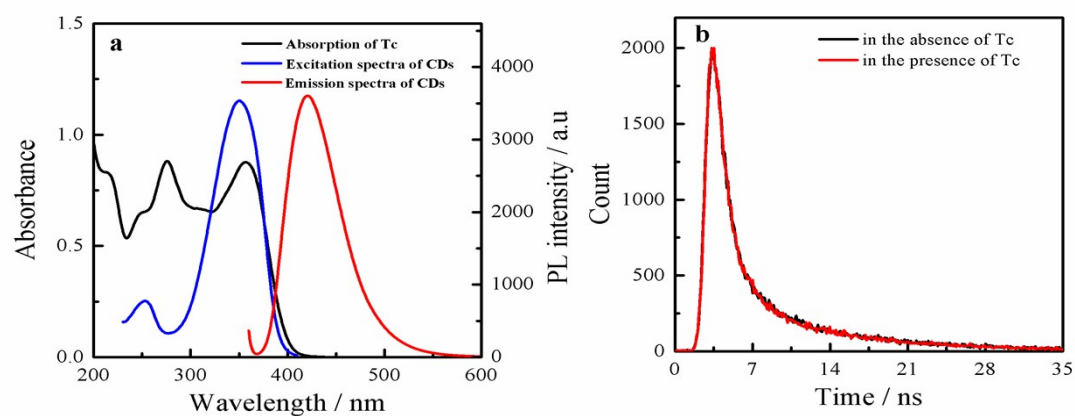 a
Absorption of Tc
Excitation spectra of CDs
Emission spectra of CDs
1.5
1.0
0.5
0.0
Absorbance
4000
3000
2000
1000
0
PL intensity / a.u
200 300 400 500 600
Wavelength / nm
b
in the absence of Tc
in the presence of Tc
2000
1500
1000
500
0
Count
0 7 14 21 28 35
Time / ns